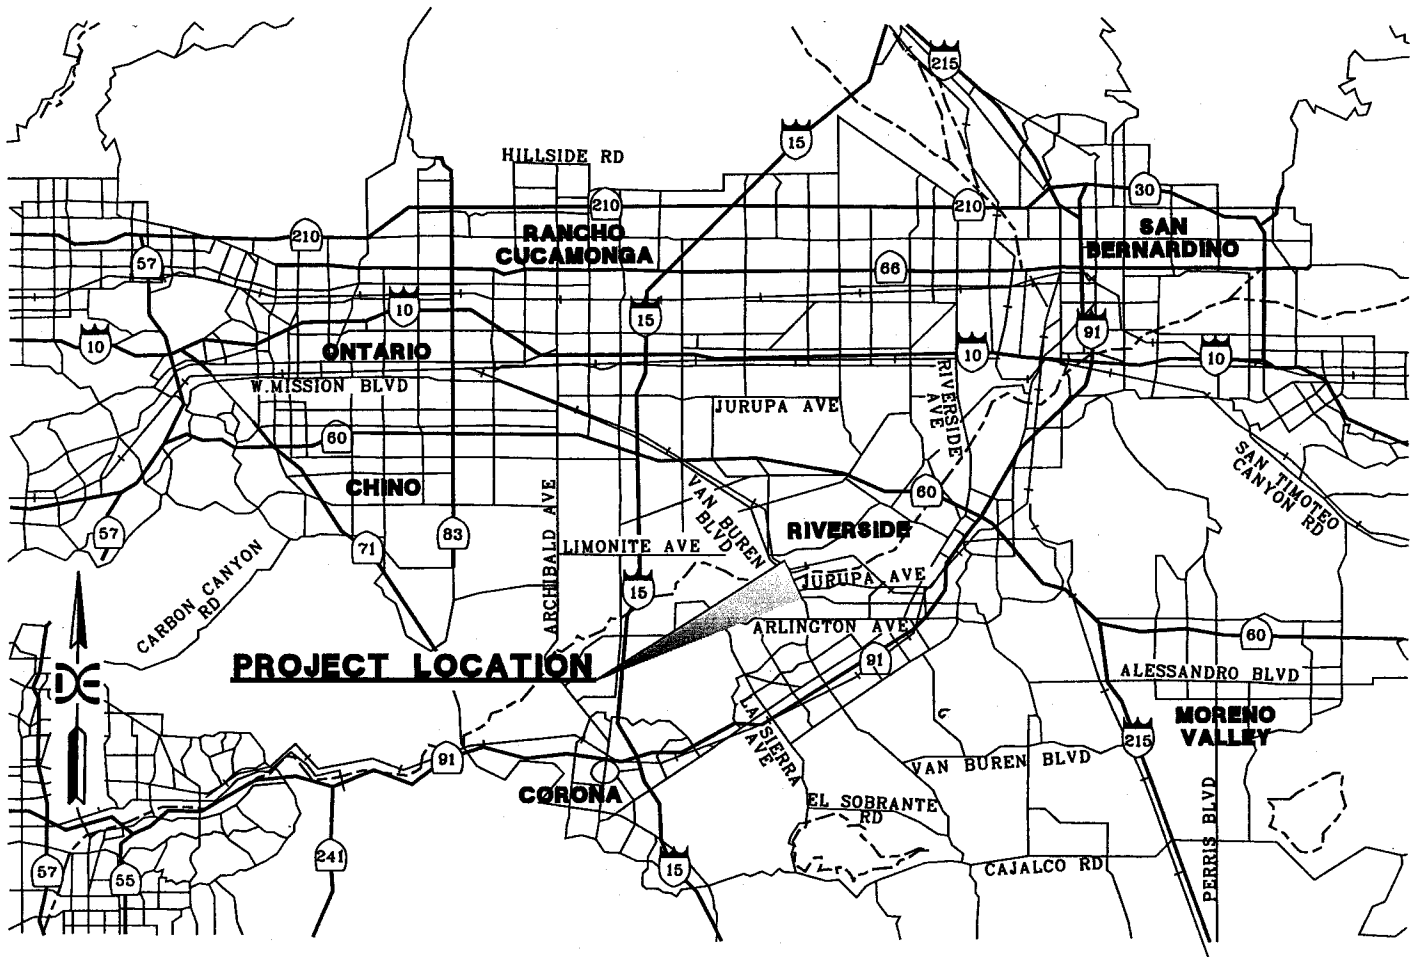 215
15
HILLSIDE RD
30
210
210
210
RANCHO
CUCAMONGA
SAN
BERNARDINO
57
66
10
15
91
10
10
10
ONTARIO
W.MISSION BLVD
RIVERSIDE
AVE
JURUPA AVE
60
CHINO
SAN TIMOTEO
CANYON RD
ARCHIBALD AVE
VAN BUREN
BLVD
60
57
71
83
RIVERSIDE
LIMONITE AVE
CARBON CANYON
RD
15
JURUPA AVE
ARLINGTON AVE
60
PROJECT LOCATION
91
ALESSANDRO BLVD
DE
LA SIERRA
AVE
MORENO
VALLEY
215
91
VAN BUREN BLVD
CORONA
EL SOBRANTE
RD
PERRIS BLVD
57
55
241
15
CAJALCO RD